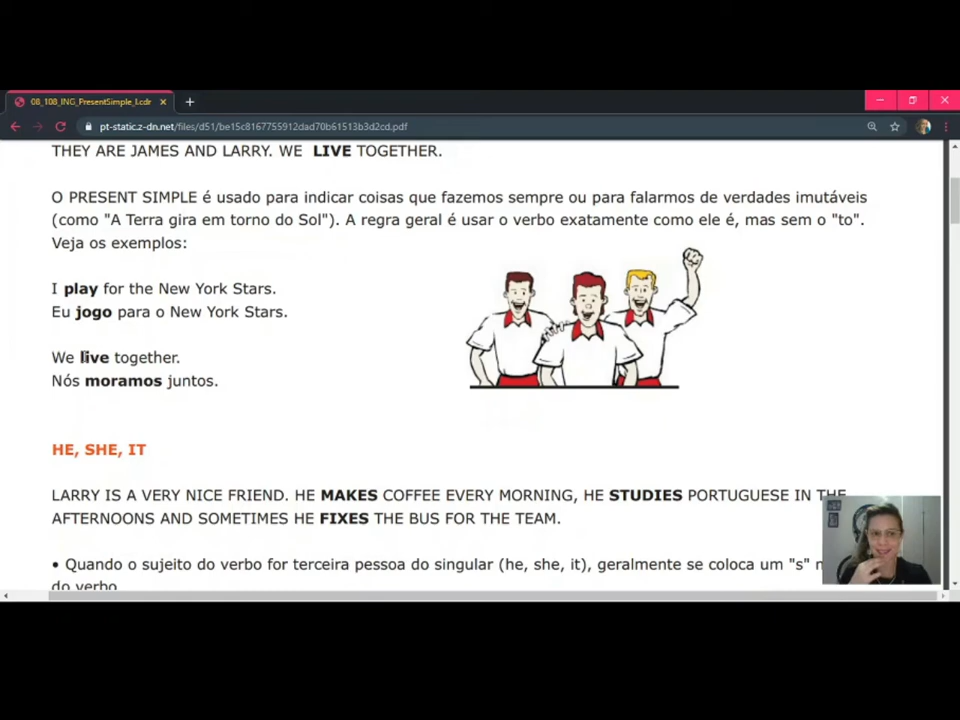 08_108_ING_PresentSimple_I.cdr
pt-static.z-dn.net/files/d51/be15c8167755912dad70b61513b3d2cd.pdf
THEY ARE JAMES AND LARRY. WE LIVE TOGETHER.
O PRESENT SIMPLE é usado para indicar coisas que fazemos sempre ou para falarmos de verdades imutáveis
(como "A Terra gira em torno do Sol"). A regra geral é usar o verbo exatamente como ele é, mas sem o "to".
Veja os exemplos:
I play for the New York Stars.
Eu jogo para o New York Stars.
We live together.
Nós moramos juntos.
HE, SHE, IT
LARRY IS A VERY NICE FRIEND. HE MAKES COFFEE EVERY MORNING, HE STUDIES PORTUGUESE IN THE
AFTERNOONS AND SOMETIMES HE FIXES THE BUS FOR THE TEAM.
• Quando o sujeito do verbo for terceira pessoa do singular (he, she, it), geralmente se coloca um "s"
do verbo